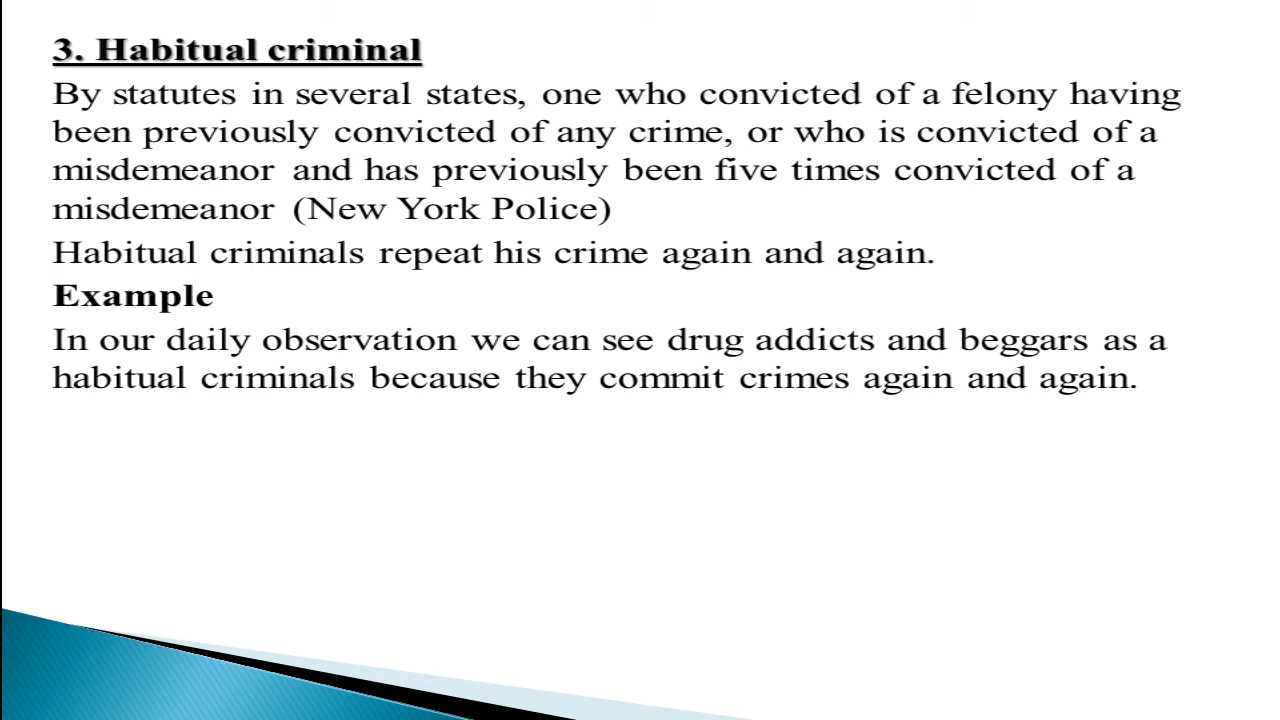 3. Habitual criminal
By statutes in several states, one who convicted of a felony having
been previously convicted of any crime, or who is convicted of a
misdemeanor and has previously been five times convicted of a
misdemeanor (New York Police)
Habitual criminals repeat his crime again and again.
Example
In our daily observation we can see drug addicts and beggars as a
habitual criminals because they commit crimes again and again.